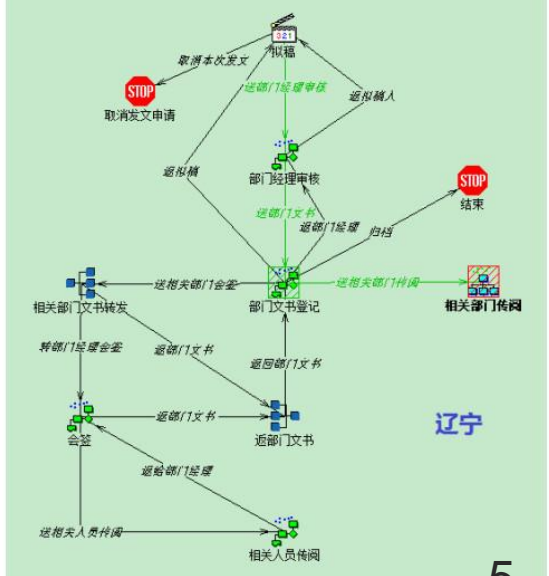 321
拟稿
取消本次发文
STOP
取消发文申请
送部门经理审核
返拟稿人
返拟稿
部门经理审核
STOP
结束
送部门文书
返部门经理
归档
送相关部门会签
送相关部门传阅
相关部门文书转发
部门文书登记
相关部门传阅
转部门经理会签
返部门文书
返回部门文书
会签
返部门文书
返部门文书
辽宁
返给部门经理
送相关人员传阅
相关人员传阅
5